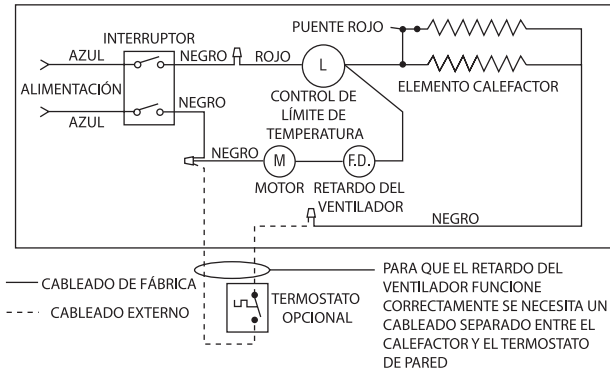 PUENTE ROJO
INTERRUPTOR
AZUL
NEGRO
ROJO
L
ALIMENTACIÓN
ELEMENTO CALEFACTOR
NEGRO
CONTROL DE
LÍMITE DE
TEMPERATURA
AZUL
NEGRO
M
F.D.
MOTOR
RETARDO DEL
VENTILADOR
NEGRO
CABLEADO DE FÁBRICA
CABLEADO EXTERNO
TERMOSTATO
OPCIONAL
PARA QUE EL RETARDO DEL
VENTILADOR FUNCIONE
CORRECTAMENTE SE NECESITA UN
CABLEADO SEPARADO ENTRE EL
CALEFACTOR Y EL TERMOSTATO
DE PARED